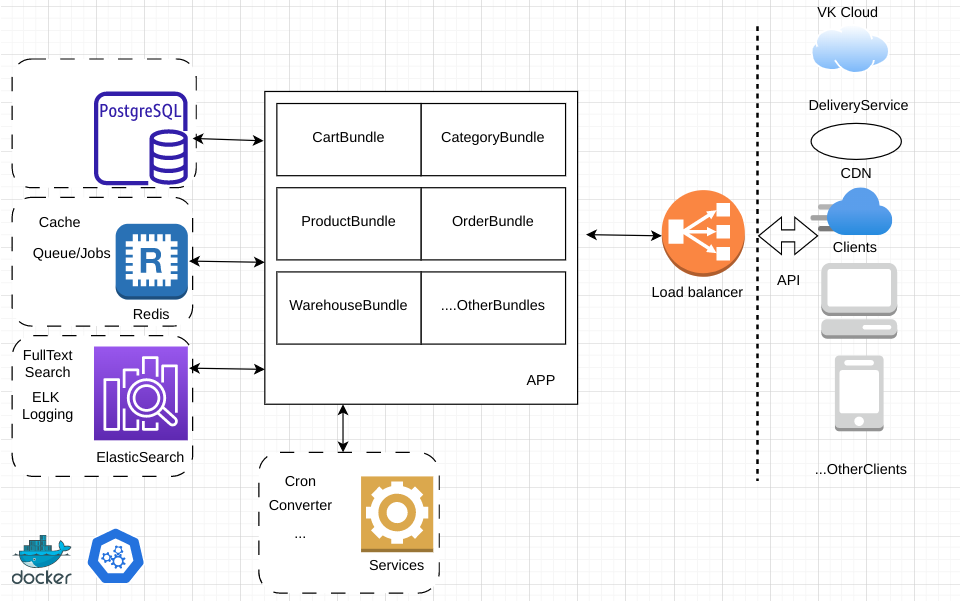 VK Cloud
DeliveryService
CDN
Clients
...OtherClients
PostgreSQL
Cache
Queue/Jobs
R
Redis
FullText
Search
ELK
Logging
ElasticSearch
CartBundle
CategoryBundle
ProductBundle
OrderBundle
WarehouseBundle
....OtherBundles
APP
Load balancer
API
Cron
Converter
...
Services
docker